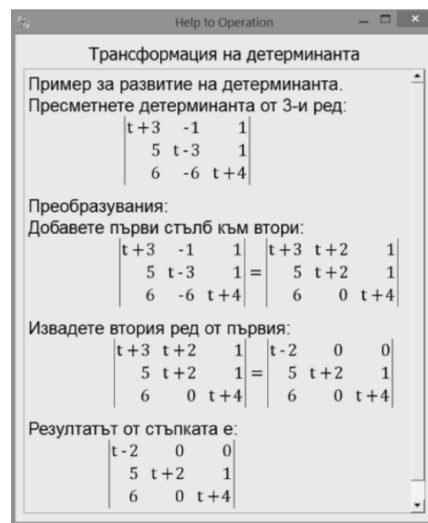 Help to Operation
Трансформация на детерминанта
Пример за развитие на детерминанта.
Пресметнете детерминанта от 3-и ред:
|t+3 -1 1|
|5 t-3 1|
|6 -6 t+4|
Преобразувания:
Добавете първи стълб към втори:
|t+3 -1 1| |t+3 t+2 1|
|5 t-3 1| = |5 t+2 1|
|6 -6 t+4| |6 0 t+4|
Извадете втория ред от първия:
|t+3 t+2 1| |t-2 0 0|
|5 t+2 1| = |5 t+2 1|
|6 0 t+4| |6 0 t+4|
Резултатът от стъпката е:
|t-2 0 0|
|5 t+2 1|
|6 0 t+4|